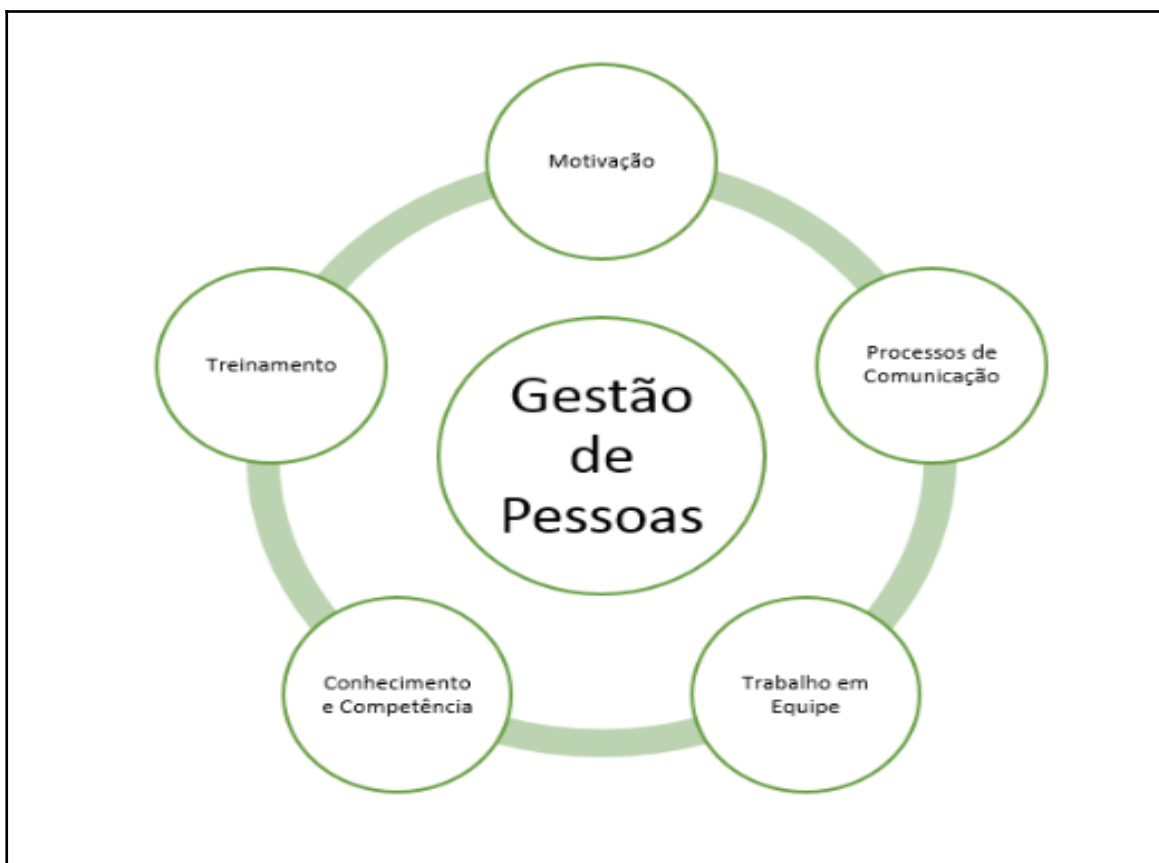 Motivação
Processos de
Comunicação
Trabalho em
Equipe
Conhecimento
e Competência
Treinamento
Gestão
de
Pessoas